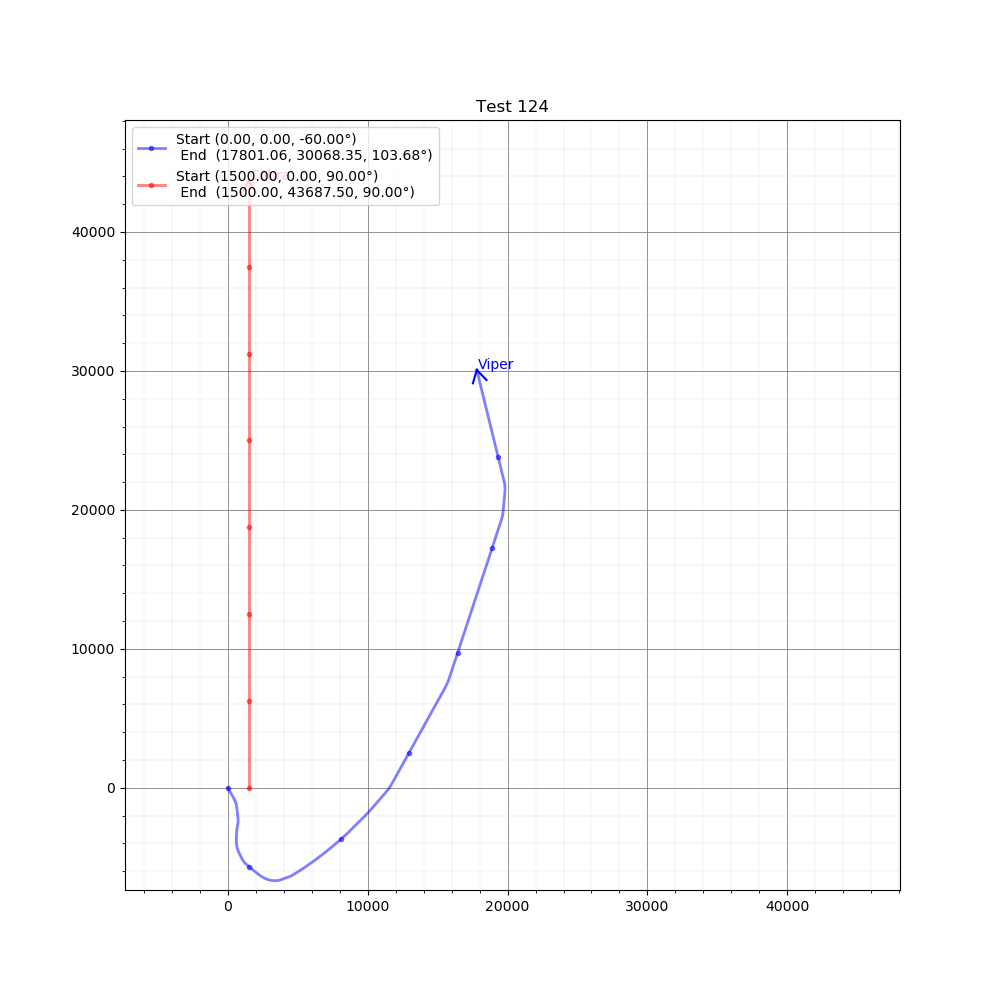 Test 124
Start (0.00, 0.00, -60.00°)
End (17801.06, 30068.35, 103.68°)
Start (1500.00, 0.00, 90.00°)
End (1500.00, 43687.50, 90.00°)
40000
30000
20000
10000
0
Viper
0
10000
20000
30000
40000